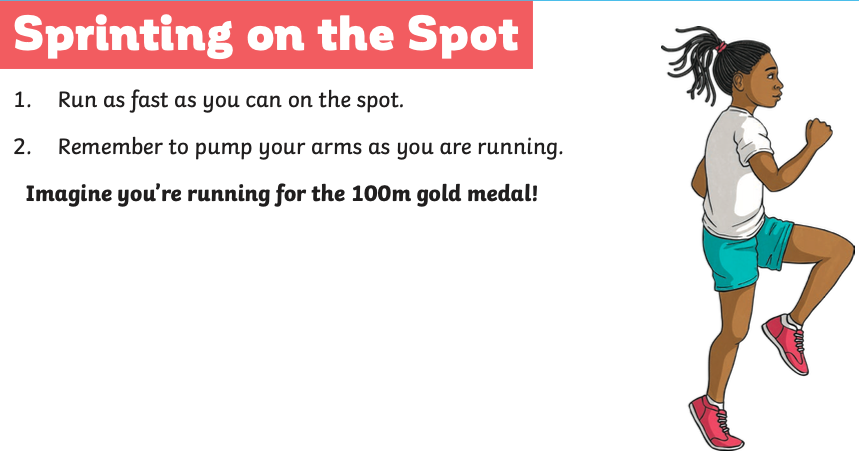 Sprinting on the Spot
1. Run as fast as you can on the spot.
2. Remember to pump your arms as you are running.
Imagine you're running for the 100m gold medal!